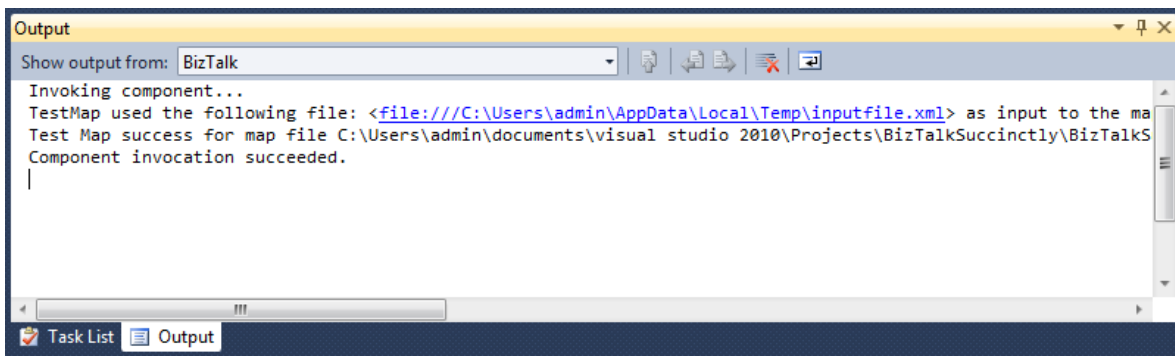 Output
Show output from: BizTalk
Invoking component...
TestMap used the following file: <file:///C:\Users\admin\AppData\Local\Temp\inputfile.xml> as input to the ma
Test Map success for map file C:\Users\admin\documents\visual studio 2010\Projects\BizTalkSuccinctly\BizTalkS
Component invocation succeeded.
Task List Output